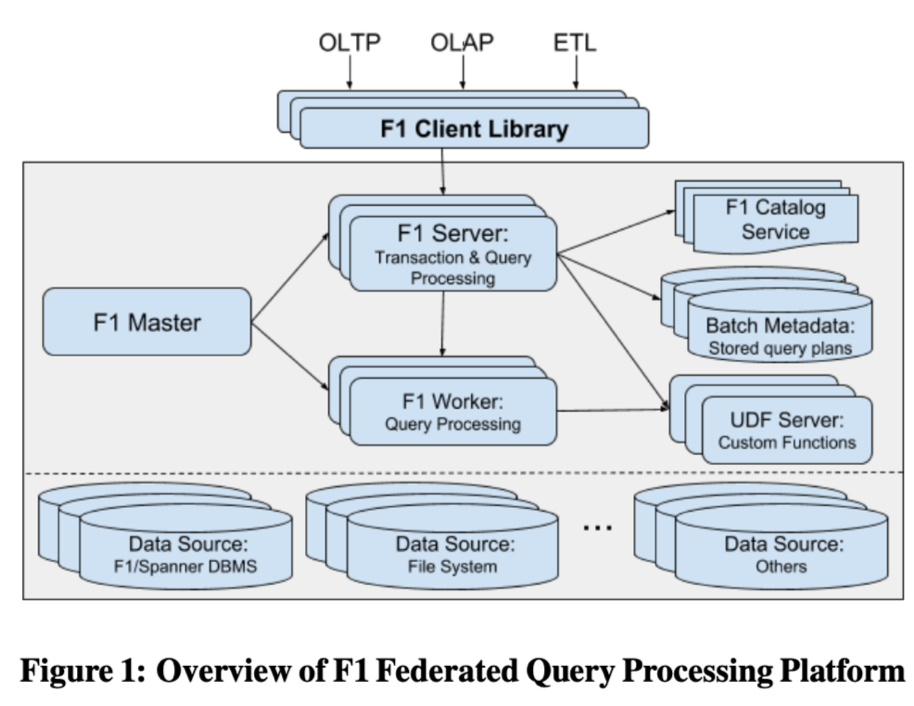 OLTP OLAP ETL
F1 Client Library
F1 Server:
Transaction & Query
Processing
F1 Catalog
Service
F1 Master
Batch Metadata:
Stored query plans
F1 Worker:
Query Processing
UDF Server:
Custom Functions
Data Source:
F1/Spanner DBMS
Data Source:
File System
...
Data Source:
Others
Figure 1: Overview of F1 Federated Query Processing Platform